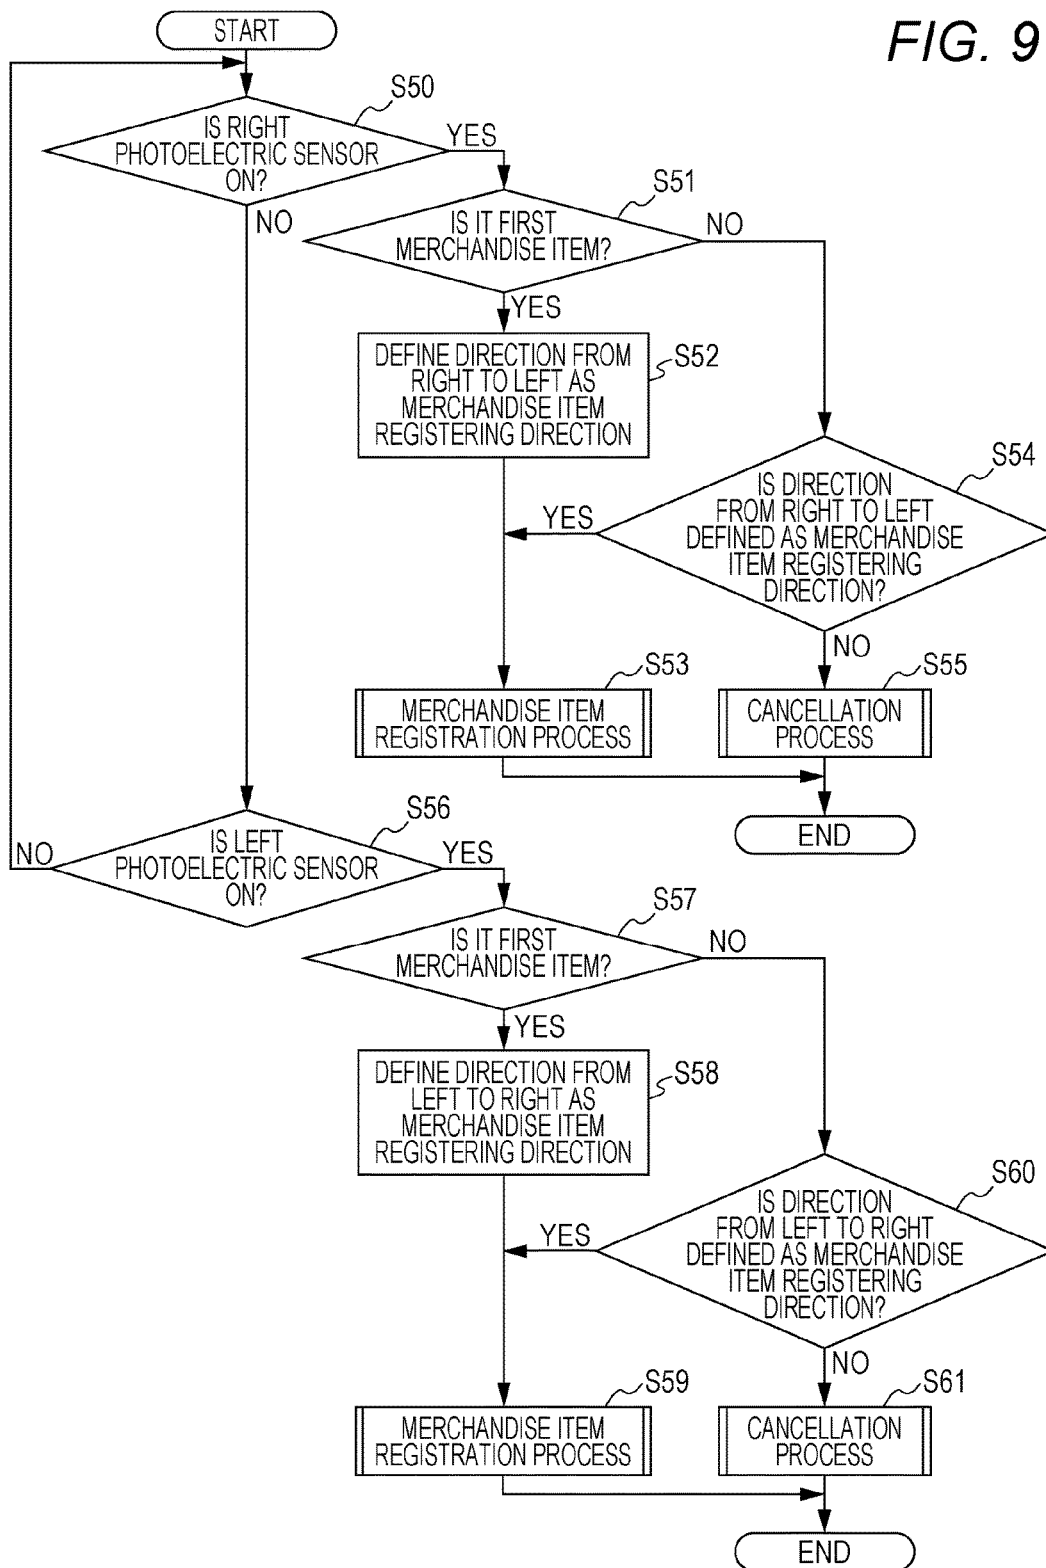 START
FIG. 9
S50
IS RIGHT
PHOTOELECTRIC SENSOR
ON?
YES
NO
S51
IS IT FIRST
MERCHANDISE ITEM?
NO
YES
DEFINE DIRECTION FROM
RIGHT TO LEFT AS
MERCHANDISE ITEM
REGISTERING DIRECTION
S52
S54
IS DIRECTION
FROM RIGHT TO LEFT
DEFINED AS MERCHANDISE
ITEM REGISTERING
DIRECTION?
YES
NO
S53
MERCHANDISE ITEM
REGISTRATION PROCESS
S55
CANCELLATION
PROCESS
END
S56
IS LEFT
PHOTOELECTRIC SENSOR
ON?
NO
YES
S57
IS IT FIRST
MERCHANDISE ITEM?
NO
YES
DEFINE DIRECTION FROM
LEFT TO RIGHT AS
MERCHANDISE ITEM
REGISTERING DIRECTION
S58
S60
IS DIRECTION
FROM LEFT TO RIGHT
DEFINED AS MERCHANDISE
ITEM REGISTERING
DIRECTION?
YES
NO
S59
MERCHANDISE ITEM
REGISTRATION PROCESS
S61
CANCELLATION
PROCESS
END